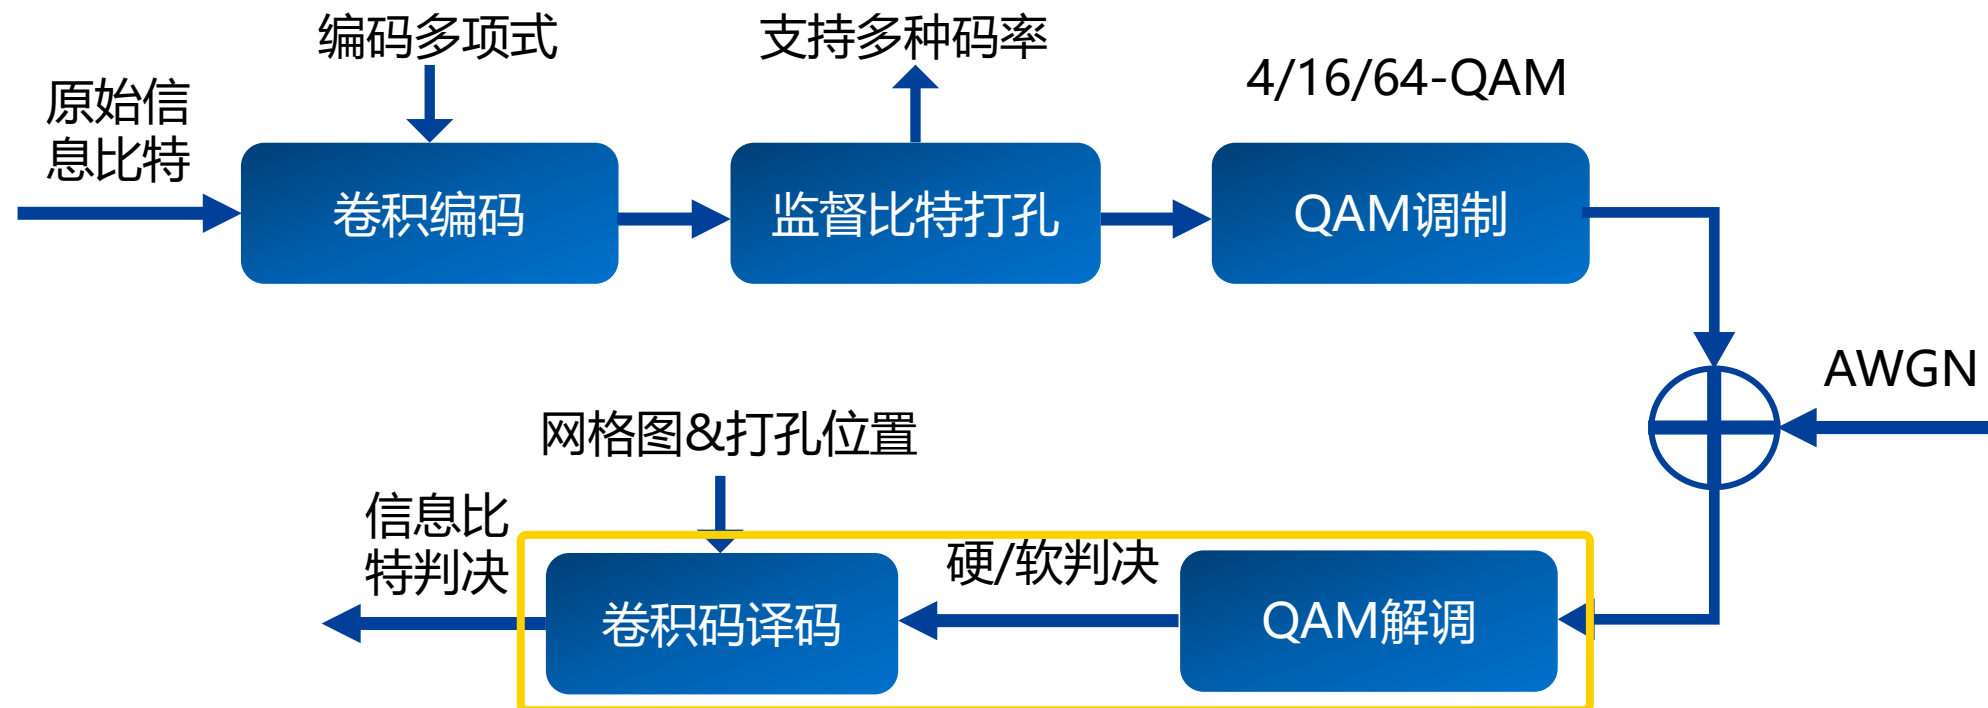 编码多项式
支持多种码率
4/16/64-QAM
原始信
息比特
卷积编码
监督比特打孔
QAM调制
AWGN
网格图&打孔位置
信息比
特判决
硬/软判决
卷积码译码
QAM解调